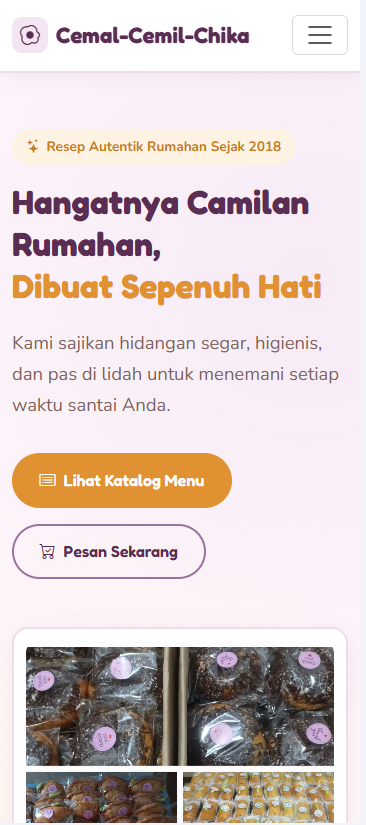 Cemal-Cemil-Chika
Resep Autentik Rumahan Sejak 2018
Hangatnya Camilan
Rumahan,
Dibuat Sepenuh Hati
Kami sajikan hidangan segar, higienis,
dan pas di lidah untuk menemani setiap
waktu santai Anda.
Lihat Katalog Menu
Pesan Sekarang